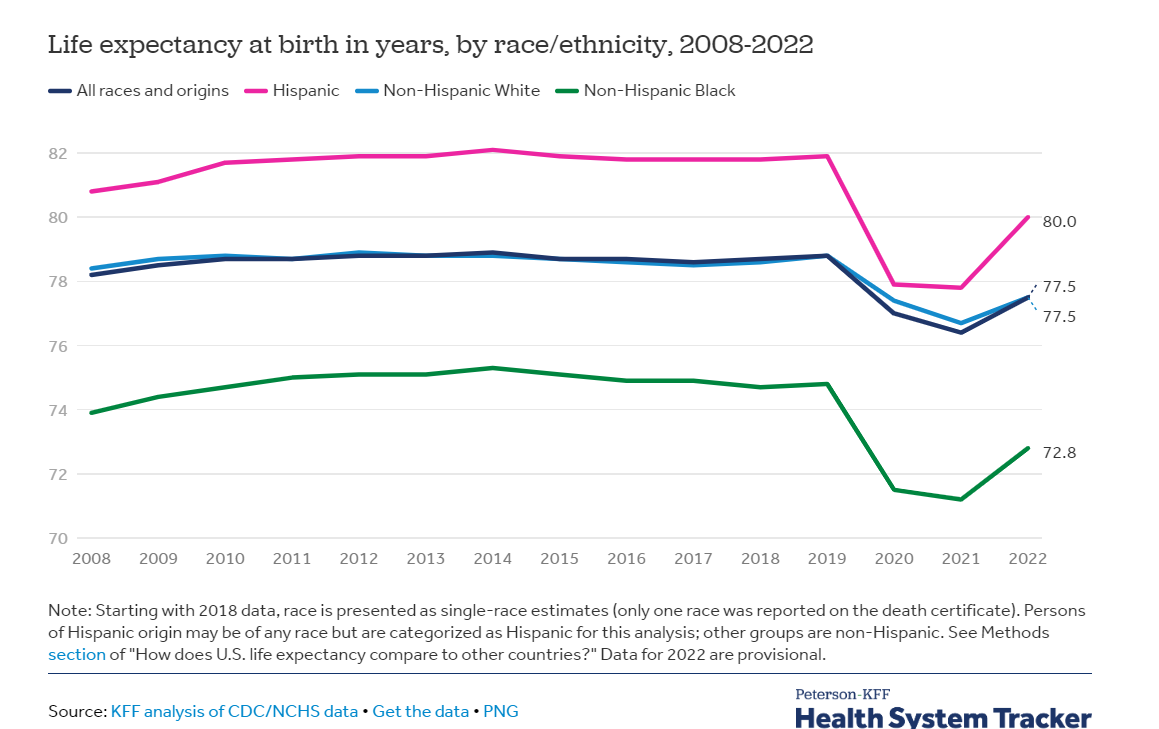 Life expectancy at birth in years, by race/ethnicity, 2008-2022
All races and origins Hispanic Non-Hispanic White Non-Hispanic Black
82
80
80.0
78
77.5
77.5
76
74
72.8
72
70
2008 2009 2010 2011 2012 2013 2014 2015 2016 2017 2018 2019 2020 2021 2022
Note: Starting with 2018 data, race is presented as single-race estimates (only one race was reported on the death certificate). Persons
of Hispanic origin may be of any race but are categorized as Hispanic for this analysis; other groups are non-Hispanic. See Methods
section of "How does U.S. life expectancy compare to other countries?" Data for 2022 are provisional.
Source: KFF analysis of CDC/NCHS data • Get the data • PNG
Peterson-KFF
Health System Tracker